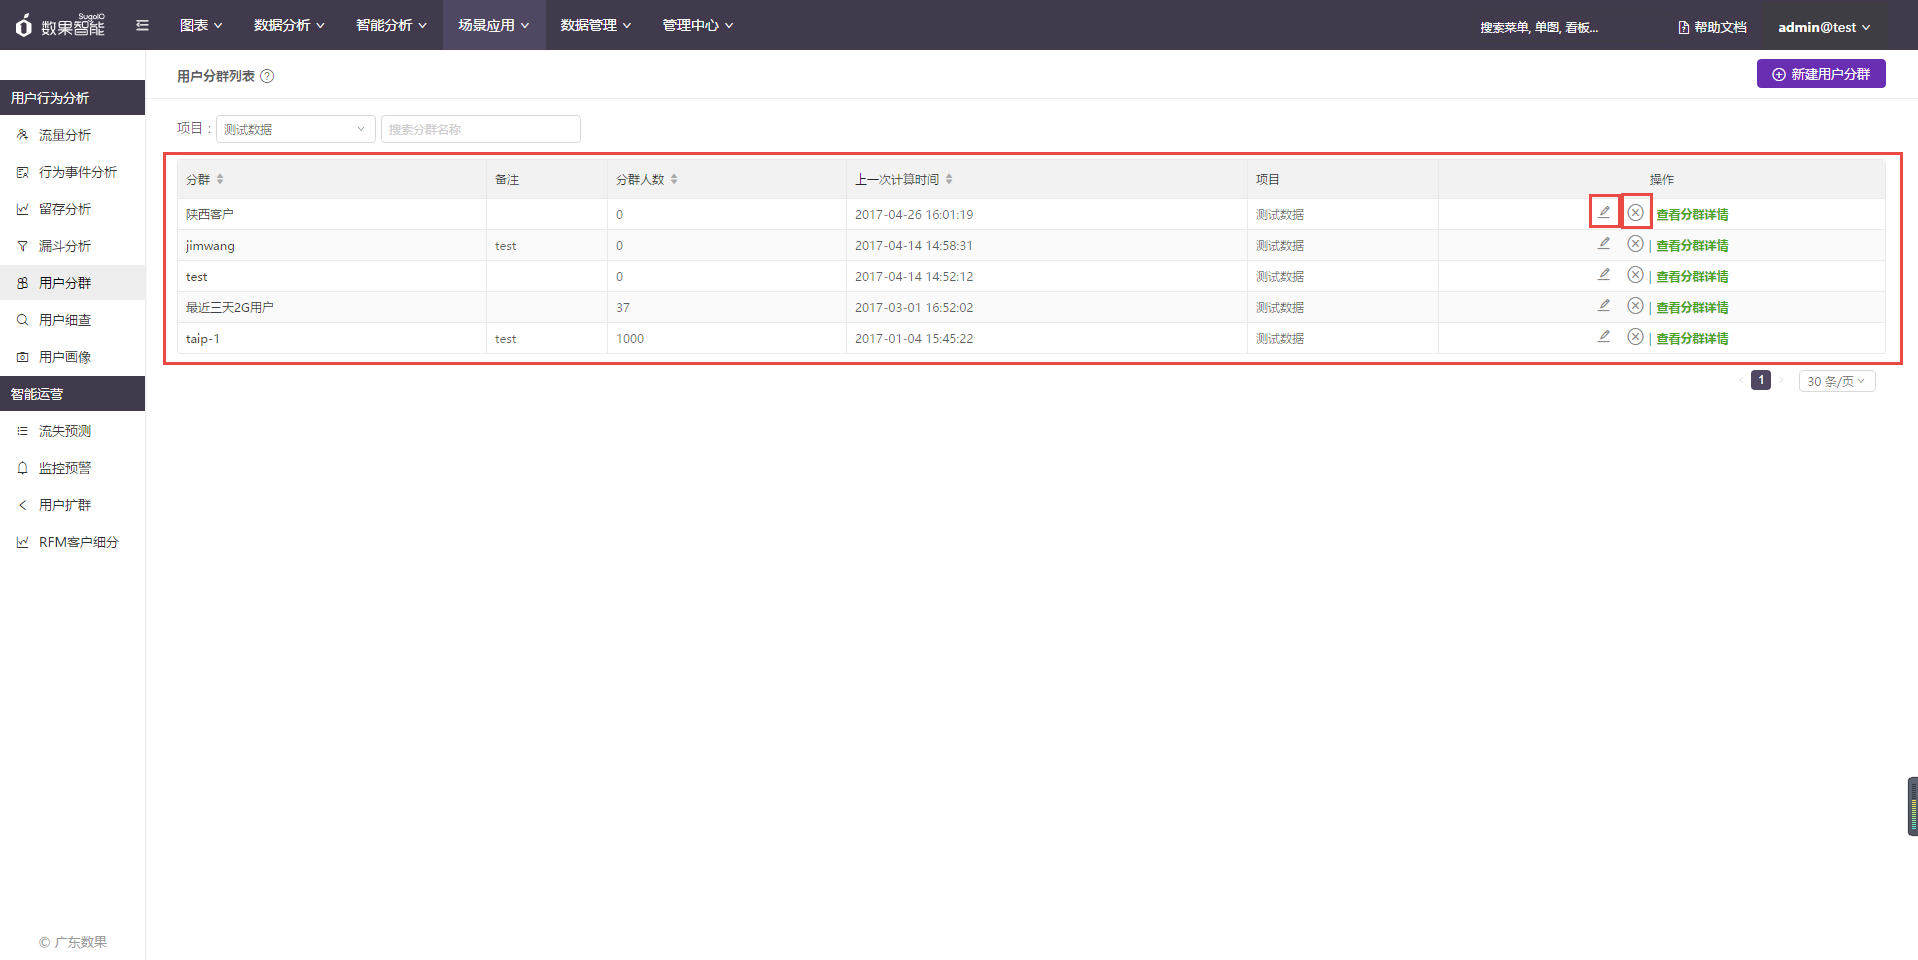 SugoIO
数果智能
图表
数据分析
智能分析
场景应用
数据管理
管理中心
搜索菜单, 单图, 看板...
帮助文档
admin@test
用户行为分析
流量分析
行为事件分析
留存分析
漏斗分析
用户分群
用户细查
用户画像
智能运营
流失预测
监控预警
用户扩群
RFM客户细分
© 广东数果
用户分群列表 ?
新建用户分群
项目 : 测试数据 搜索分群名称
分群 备注 分群人数 上一次计算时间 项目 操作
陕西客户 0 2017-04-26 16:01:19 测试数据 查看分群详情
jimwang test 0 2017-04-14 14:58:31 测试数据 | 查看分群详情
test 0 2017-04-14 14:52:12 测试数据 | 查看分群详情
最近三天2G用户 37 2017-03-01 16:52:02 测试数据 | 查看分群详情
taip-1 test 1000 2017-01-04 15:45:22 测试数据 | 查看分群详情
< 1 > 30 条/页